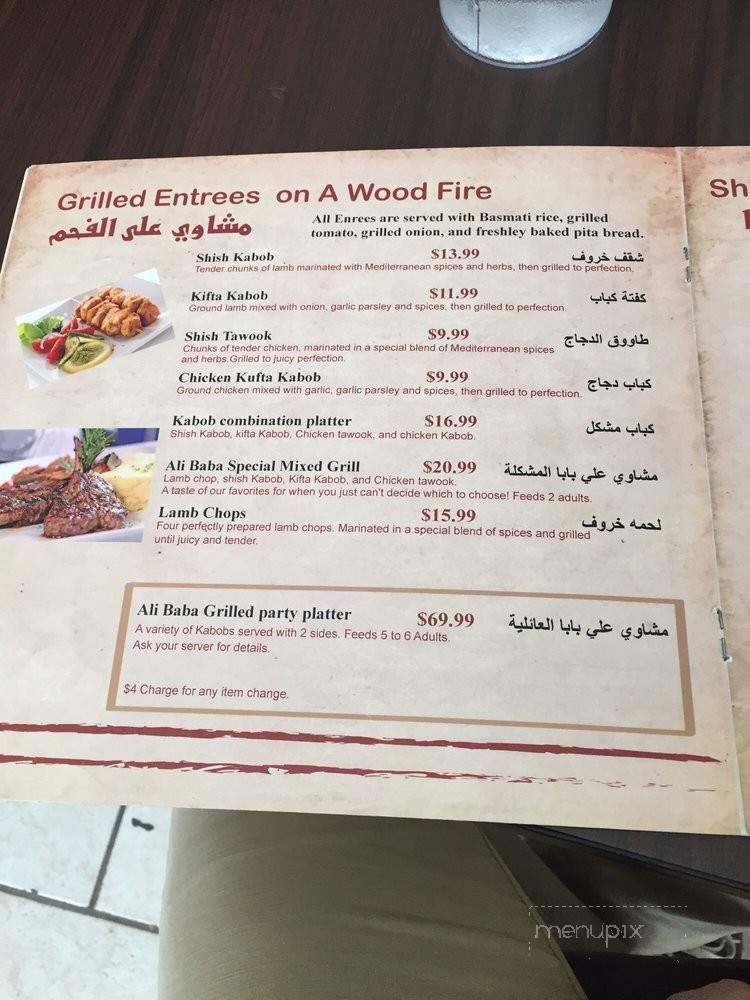 Grilled Entrees on A Wood Fire
مشاوي على الفحم
All Enrees are served with Basmati rice, grilled
tomato, grilled onion, and freshley baked pita bread.
Shish Kabob $13.99 شقف خروف
Tender chunks of lamb marinated with Mediterranean spices and herbs, then grilled to perfection.
Kifta Kabob $11.99 كفتة كباب
Ground lamb mixed with onion, garlic parsley and spices, then grilled to perfection.
Shish Tawook $9.99 طاووق الدجاج
Chunks of tender chicken, marinated in a special blend of Mediterranean spices
and herbs.Grilled to juicy perfection.
Chicken Kufta Kabob $9.99 كباب دجاج
Ground chicken mixed with garlic, garlic parsley and spices, then grilled to perfection.
Kabob combination platter $16.99 كباب مشكل
Shish Kabob, kifta Kabob, Chicken tawook, and chicken Kabob.
Ali Baba Special Mixed Grill $20.99 مشاوي علي بابا المشكلة
Lamb chop, shish Kabob, Kifta Kabob, and Chicken tawook.
A taste of our favorites for when you just can't decide which to choose! Feeds 2 adults.
Lamb Chops $15.99 لحمه خروف
Four perfectly prepared lamb chops. Marinated in a special blend of spices and grilled
until juicy and tender.
Ali Baba Grilled party platter $69.99 مشاوي علي بابا العائلية
A variety of Kabobs served with 2 sides. Feeds 5 to 6 Adults.
Ask your server for details.
$4 Charge for any item change.
Sh
menupix